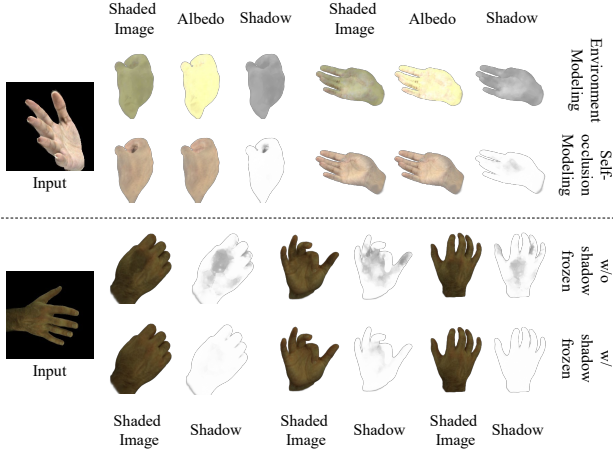 Shaded
Image
Albedo
Shadow
Shaded
Image
Albedo
Shadow
Environment
Modeling
Input
Self-
occlusion
Modeling
w/o
shadow
frozen
Input
w/
shadow
frozen
Shaded
Image
Shadow
Shaded
Image
Shadow
Shaded
Image
Shadow